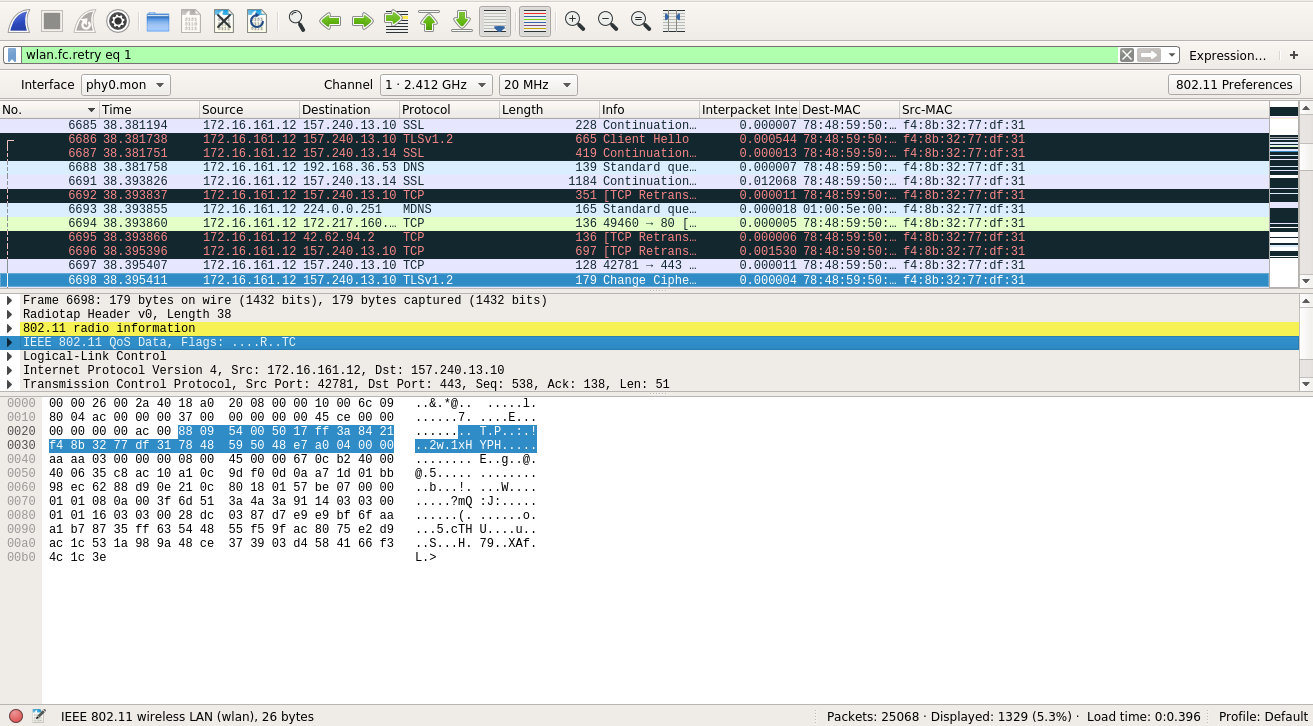 wlan.fc.retry eq 1 Expression… +
Interface phy0.mon Channel 1 · 2.412 GHz 20 MHz 802.11 Preferences
No. Time Source Destination Protocol Length Info Interpacket Inte Dest-MAC Src-MAC
6685 38.381194 172.16.161.12 157.240.13.10 SSL 228 Continuation… 0.000007 78:48:59:50:… f4:8b:32:77:df:31
6686 38.381738 172.16.161.12 157.240.13.10 TLSv1.2 665 Client Hello 0.000544 78:48:59:50:… f4:8b:32:77:df:31
6687 38.381751 172.16.161.12 157.240.13.14 SSL 419 Continuation… 0.000013 78:48:59:50:… f4:8b:32:77:df:31
6688 38.381758 172.16.161.12 192.168.36.53 DNS 139 Standard que… 0.000007 78:48:59:50:… f4:8b:32:77:df:31
6691 38.393826 172.16.161.12 157.240.13.14 SSL 1184 Continuation… 0.012068 78:48:59:50:… f4:8b:32:77:df:31
6692 38.393837 172.16.161.12 157.240.13.10 TCP 351 [TCP Retrans… 0.000011 78:48:59:50:… f4:8b:32:77:df:31
6693 38.393855 172.16.161.12 224.0.0.251 MDNS 165 Standard que… 0.000018 01:00:5e:00:… f4:8b:32:77:df:31
6694 38.393860 172.16.161.12 172.217.160.… TCP 136 49460 → 80 [… 0.000005 78:48:59:50:… f4:8b:32:77:df:31
6695 38.393866 172.16.161.12 42.62.94.2 TCP 136 [TCP Retrans… 0.000006 78:48:59:50:… f4:8b:32:77:df:31
6696 38.395396 172.16.161.12 157.240.13.10 TCP 697 [TCP Retrans… 0.001530 78:48:59:50:… f4:8b:32:77:df:31
6697 38.395407 172.16.161.12 157.240.13.10 TCP 128 42781 → 443 … 0.000011 78:48:59:50:… f4:8b:32:77:df:31
6698 38.395411 172.16.161.12 157.240.13.10 TLSv1.2 179 Change Ciphe… 0.000004 78:48:59:50:… f4:8b:32:77:df:31
Frame 6698: 179 bytes on wire (1432 bits), 179 bytes captured (1432 bits)
Radiotap Header v0, Length 38
802.11 radio information
IEEE 802.11 QoS Data, Flags: ....R..TC
Logical-Link Control
Internet Protocol Version 4, Src: 172.16.161.12, Dst: 157.240.13.10
Transmission Control Protocol, Src Port: 42781, Dst Port: 443, Seq: 538, Ack: 138, Len: 51
0000 00 00 26 00 2a 40 18 a0 20 08 00 00 10 00 6c 09 ..&.*@.. .....l.
0010 80 04 ac 00 00 00 37 00 00 00 00 00 45 ce 00 00 ......7. ....E...
0020 00 00 00 00 ac 00 88 09 54 00 50 17 ff 3a 84 21 ........ T.P..:.!
0030 f4 8b 32 77 df 31 78 48 59 50 48 e7 a0 04 00 00 ..2w.1xH YPH.....
0040 aa aa 03 00 00 00 08 00 45 00 00 67 0c b2 40 00 ........ E..g..@.
0050 40 06 35 c8 ac 10 a1 0c 9d f0 0d 0a a7 1d 01 bb @.5..... ........
0060 98 ec 62 88 d9 0e 21 0c 80 18 01 57 be 07 00 00 ..b...!. ...W....
0070 01 01 08 0a 00 3f 6d 51 3a 4a 3a 91 14 03 03 00 .....?mQ :J:.....
0080 01 01 16 03 03 00 28 dc 03 87 d7 e9 e9 bf 6f aa ......(. ......o.
0090 a1 b7 87 35 ff 63 54 48 55 f5 9f ac 80 75 e2 d9 ...5.cTH U....u..
00a0 ac 1c 53 1a 98 9a 48 ce 37 39 03 d4 58 41 66 f3 ..S...H. 79..XAf.
00b0 4c 1c 3e L.>
IEEE 802.11 wireless LAN (wlan), 26 bytes Packets: 25068 · Displayed: 1329 (5.3%) · Load time: 0:0.396 Profile: Default